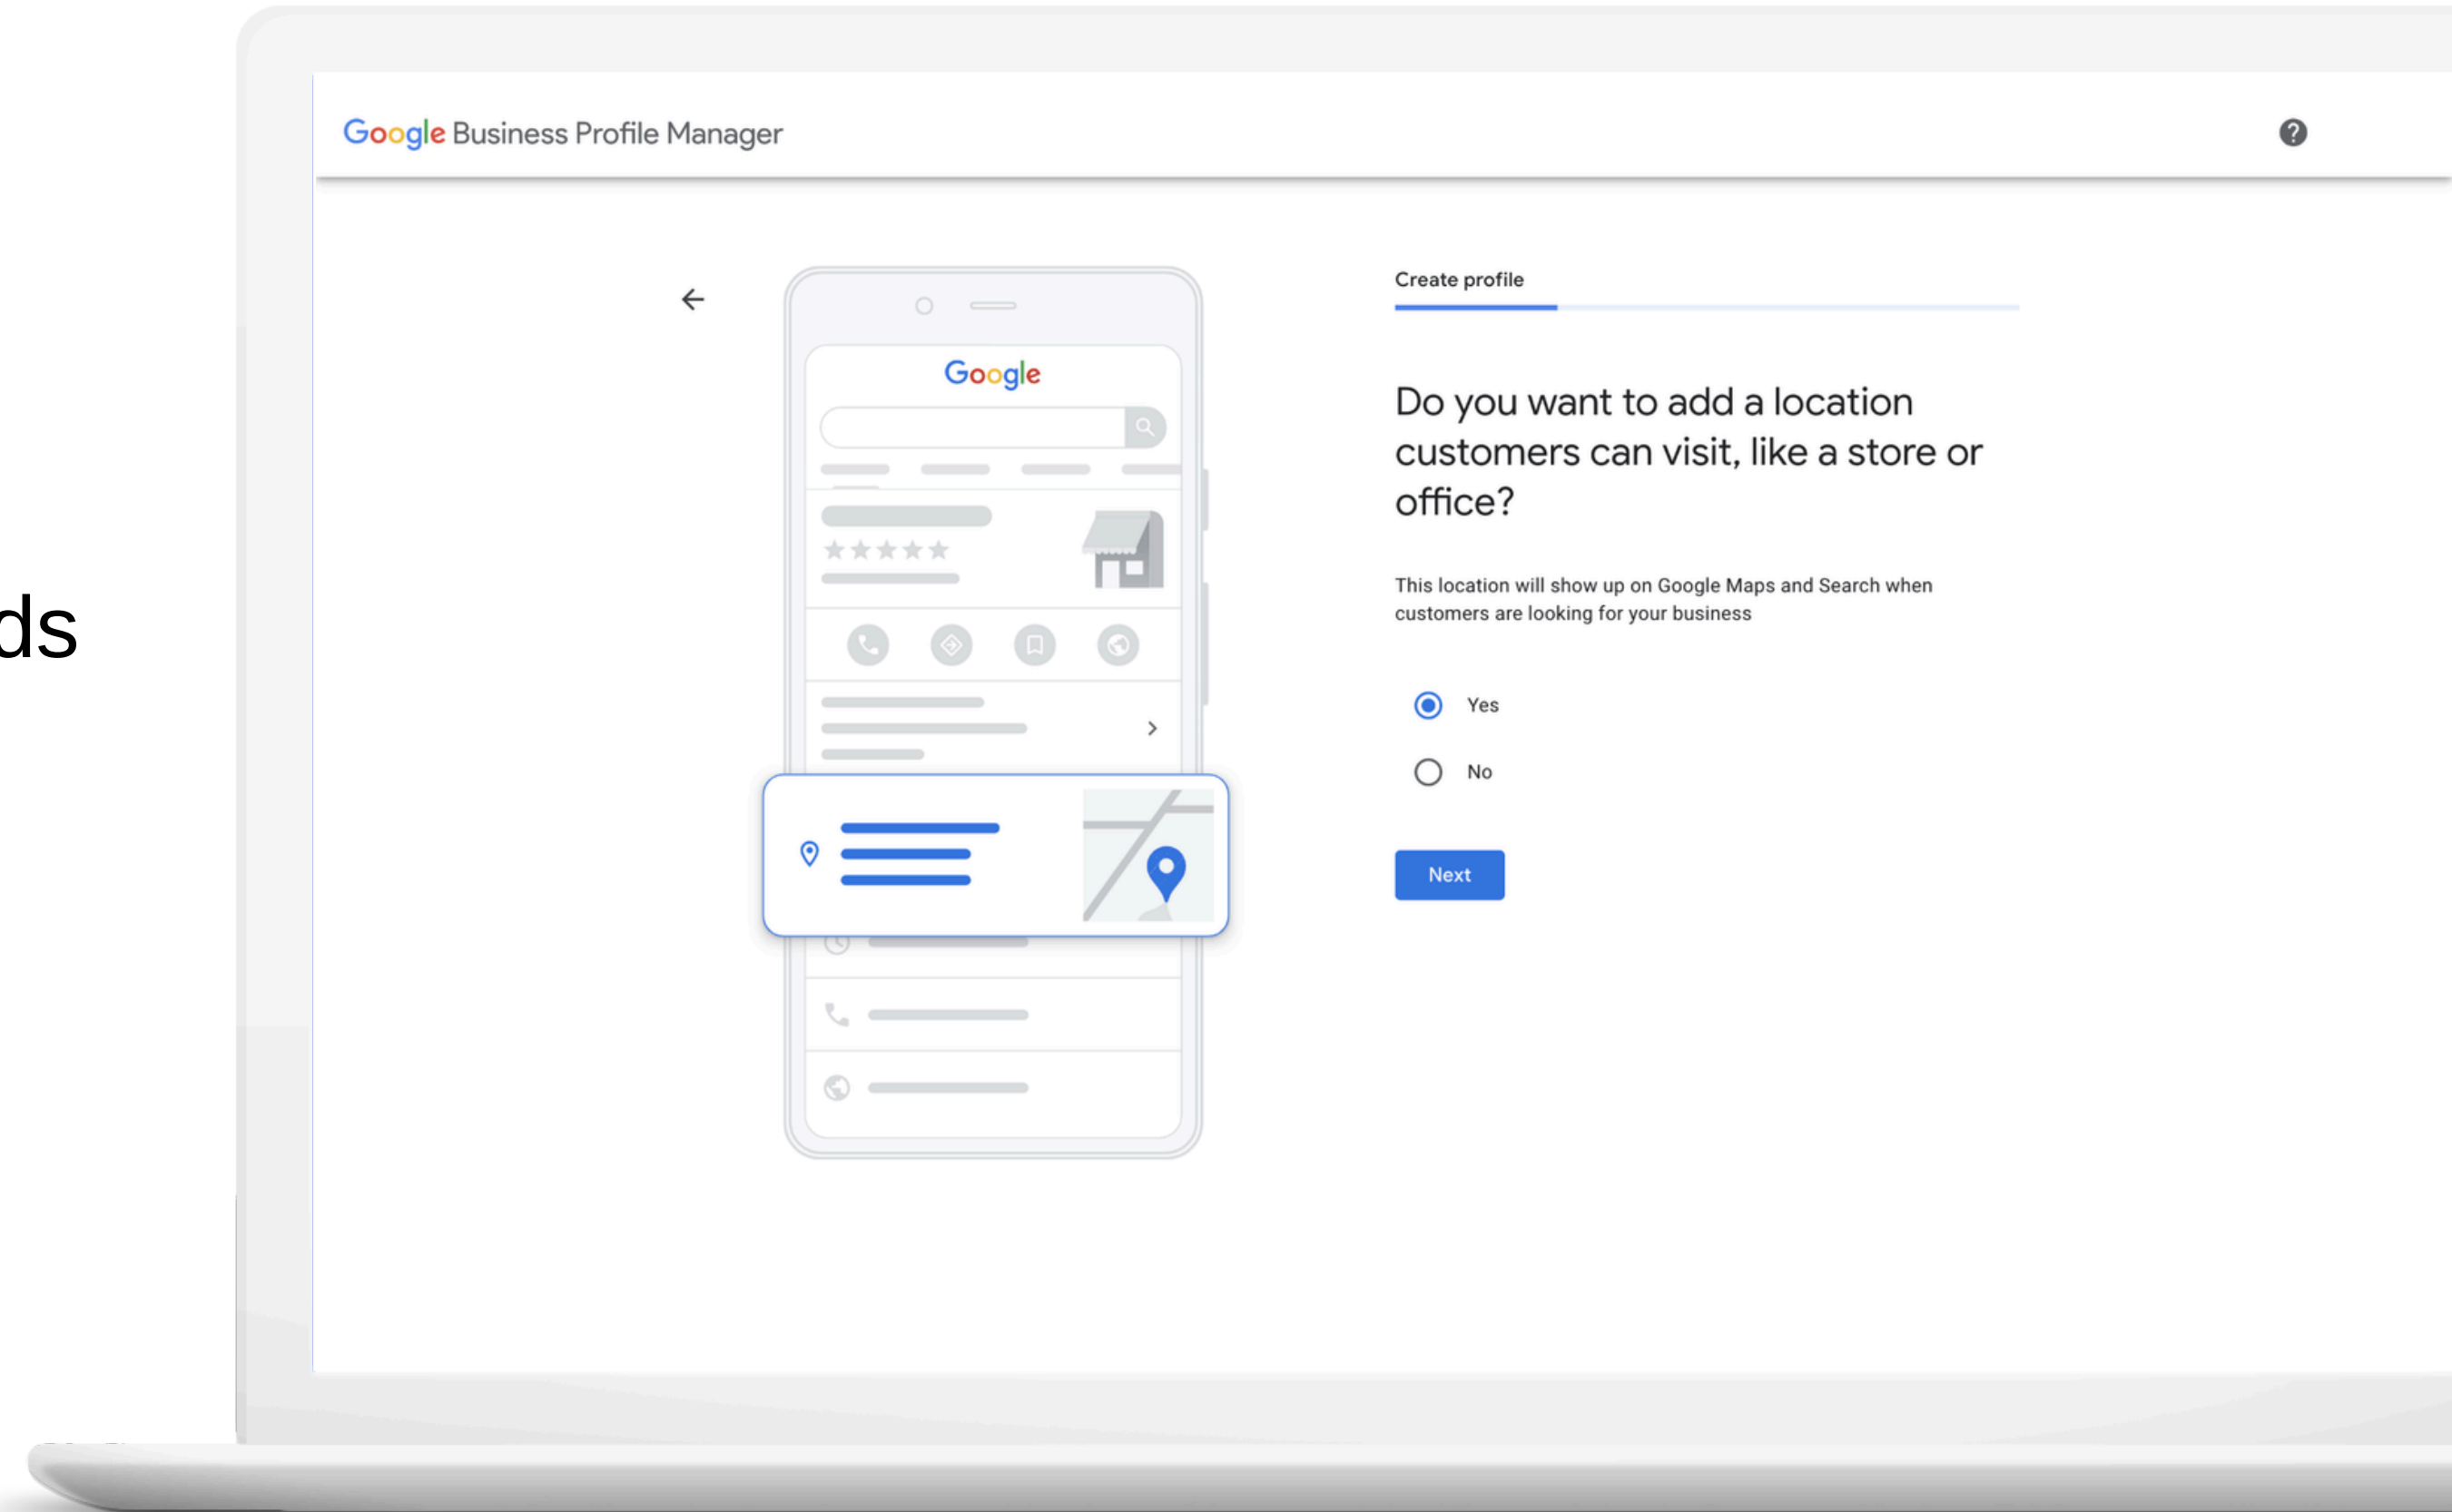 Google Business Profile Manager
ds
Google
Create profile
Do you want to add a location
customers can visit, like a store or
office?
This location will show up on Google Maps and Search when
customers are looking for your business
Yes
No
Next